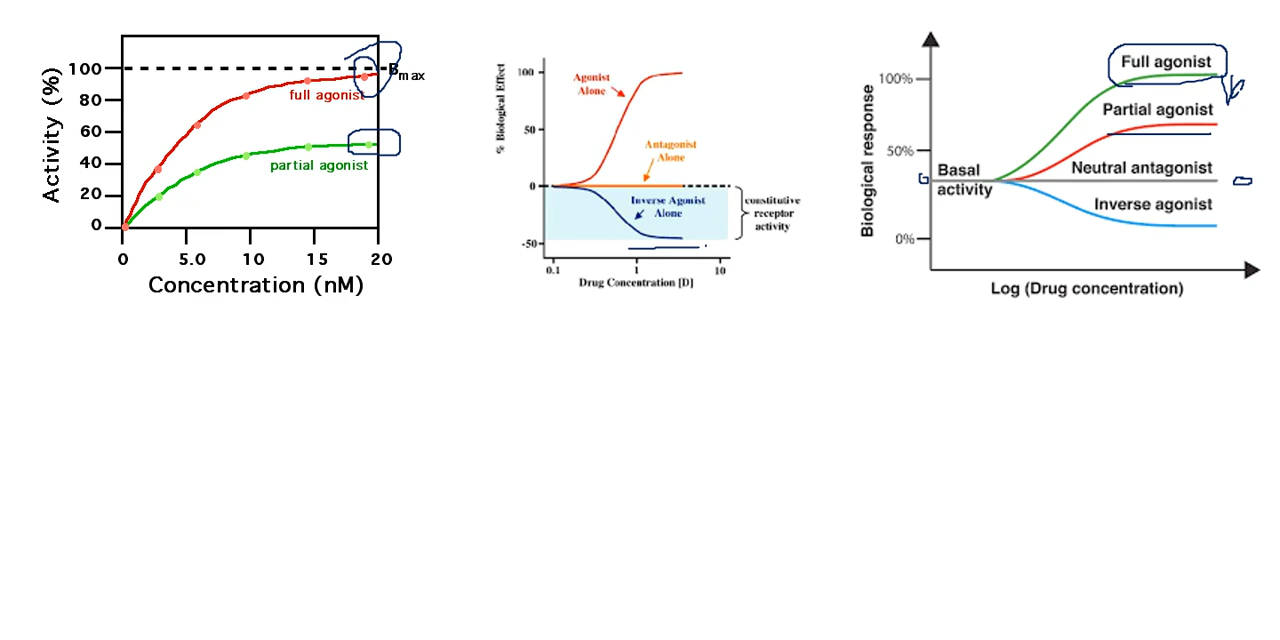 Activity (%)
100
80
60
40
20
0
Bmax
full agonist
partial agonist
0 5.0 10 15 20
Concentration (nM)
% Biological Effect
100
50
0
-50
Agonist
Alone
Antagonist
Alone
Inverse Agonist
Alone
constitutive
receptor
activity
0.1 1 10
Drug Concentration [D]
Biological response
100%
50%
0%
Full agonist
Partial agonist
Neutral antagonist
Inverse agonist
Basal
activity
Log (Drug concentration)